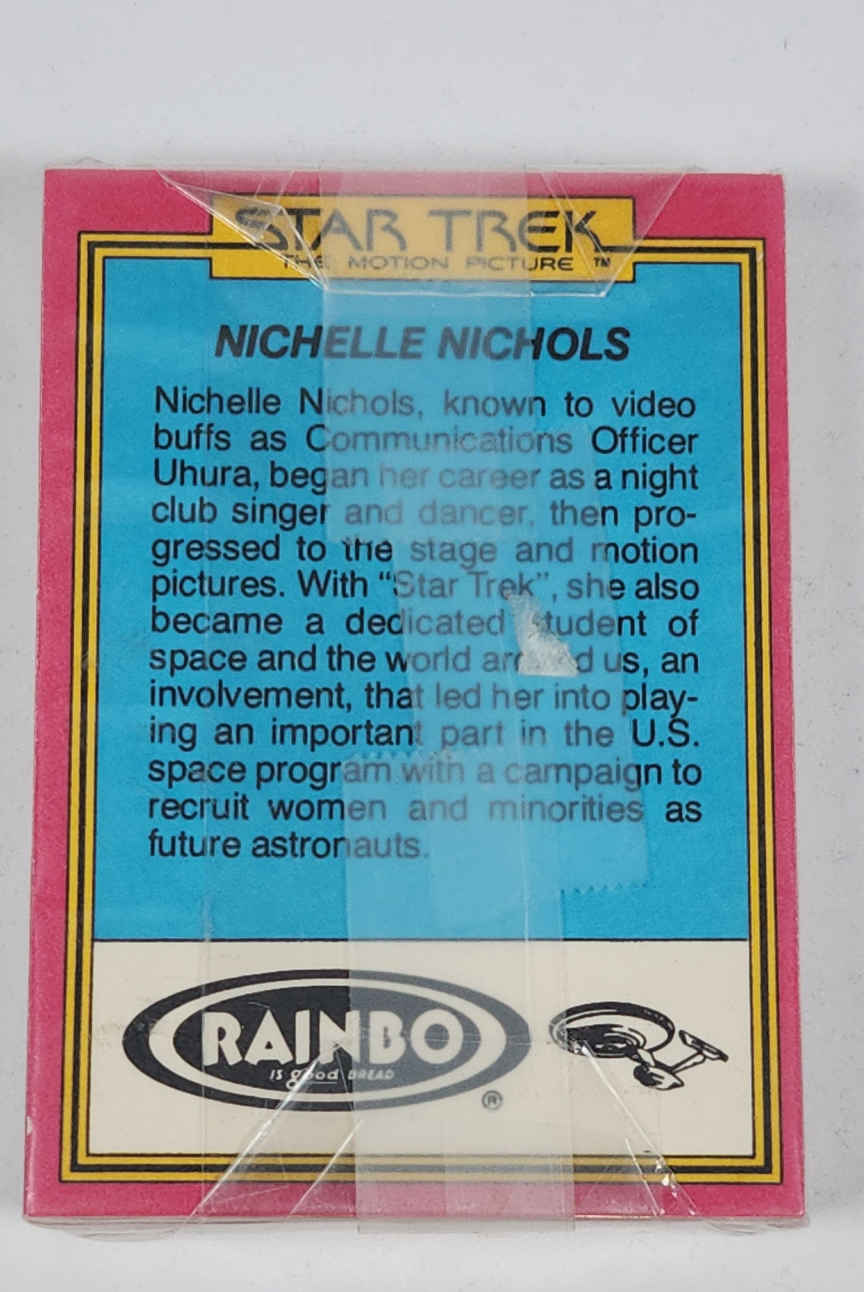 STAR TREK
THE MOTION PICTURE ™
NICHELLE NICHOLS
Nichelle Nichols, known to video
buffs as Communications Officer
Uhura, began her career as a night
club singer and dancer, then pro-
gressed to the stage and motion
pictures. With "Star Trek", she also
became a dedicated student of
space and the world around us, an
involvement, that led her into play-
ing an important part in the U.S.
space program with a campaign to
recruit women and minorities as
future astronauts.
RAINBO
IS good BREAD
®